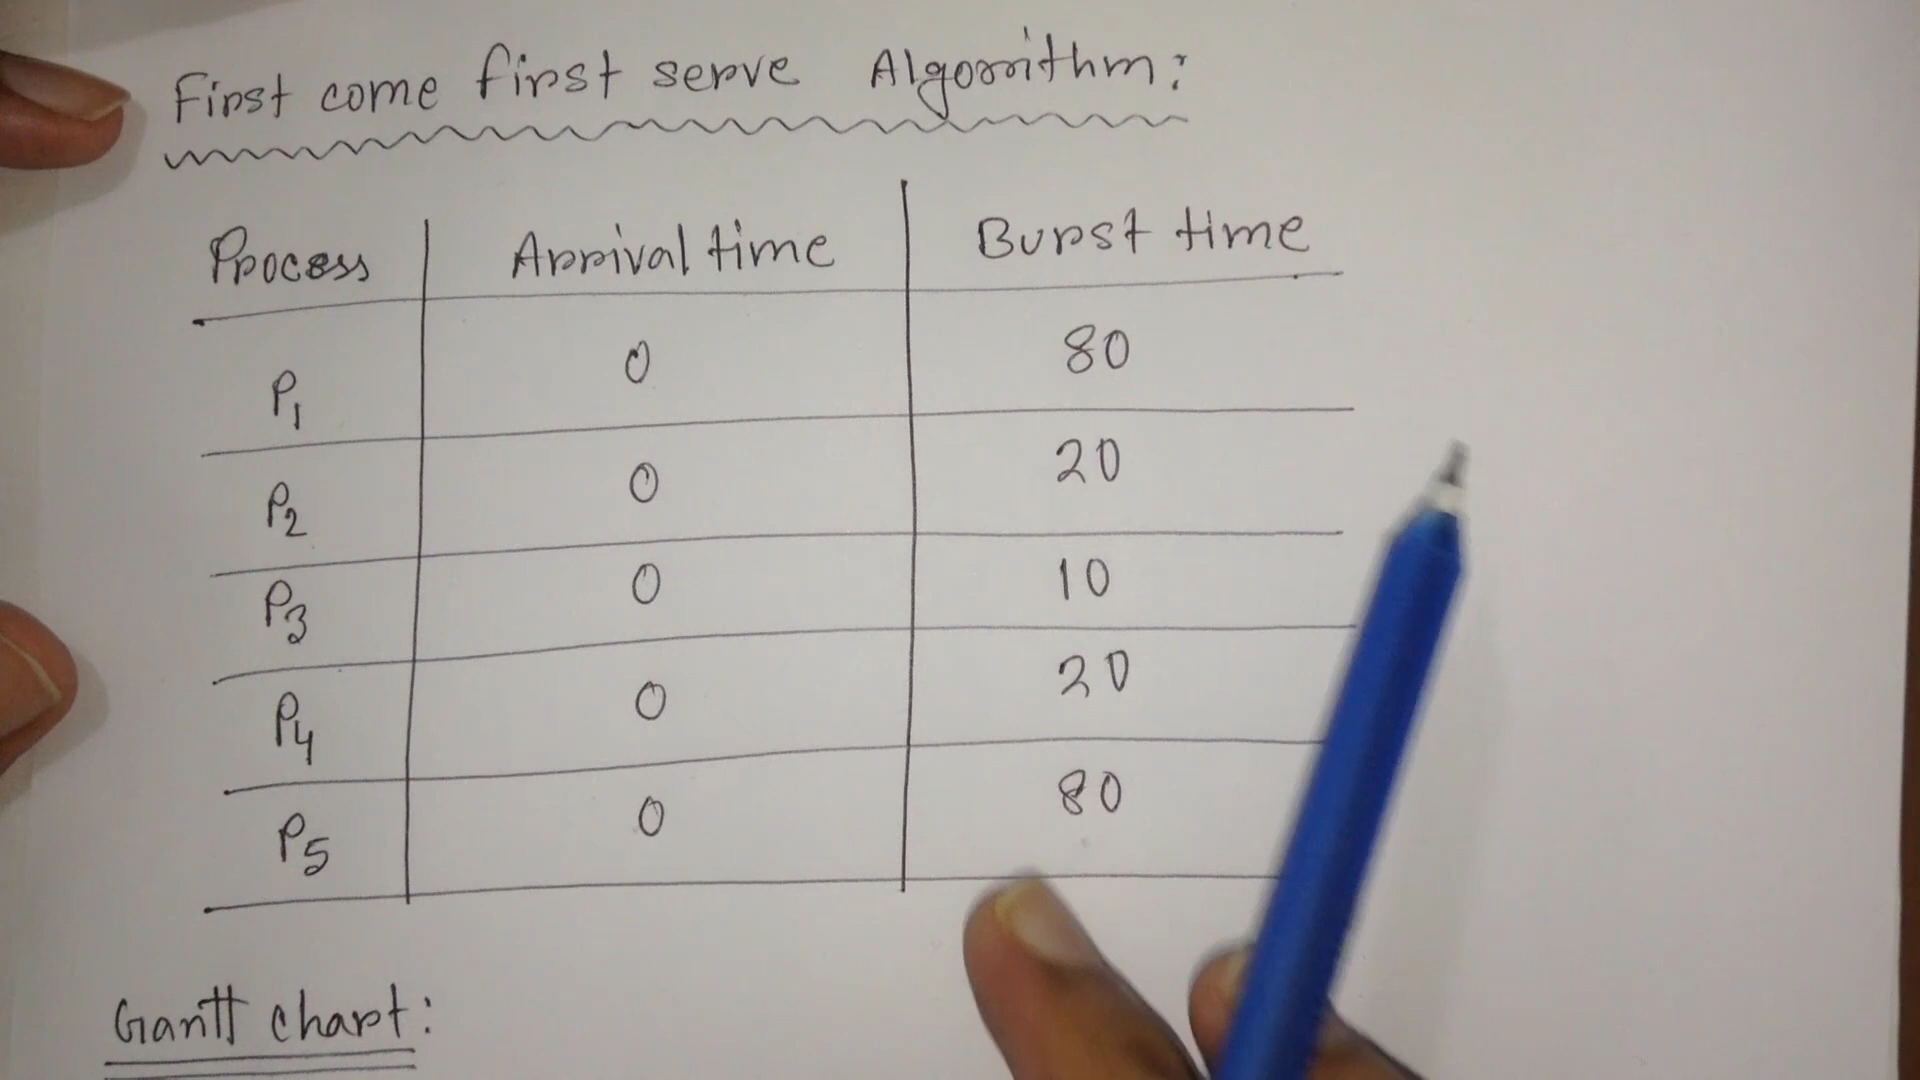 First come first serve Algorithm:
Process Arrival time Burst time
P1 0 80
P2 0 20
P3 0 10
P4 0 20
P5 0 80
Gantt chart: